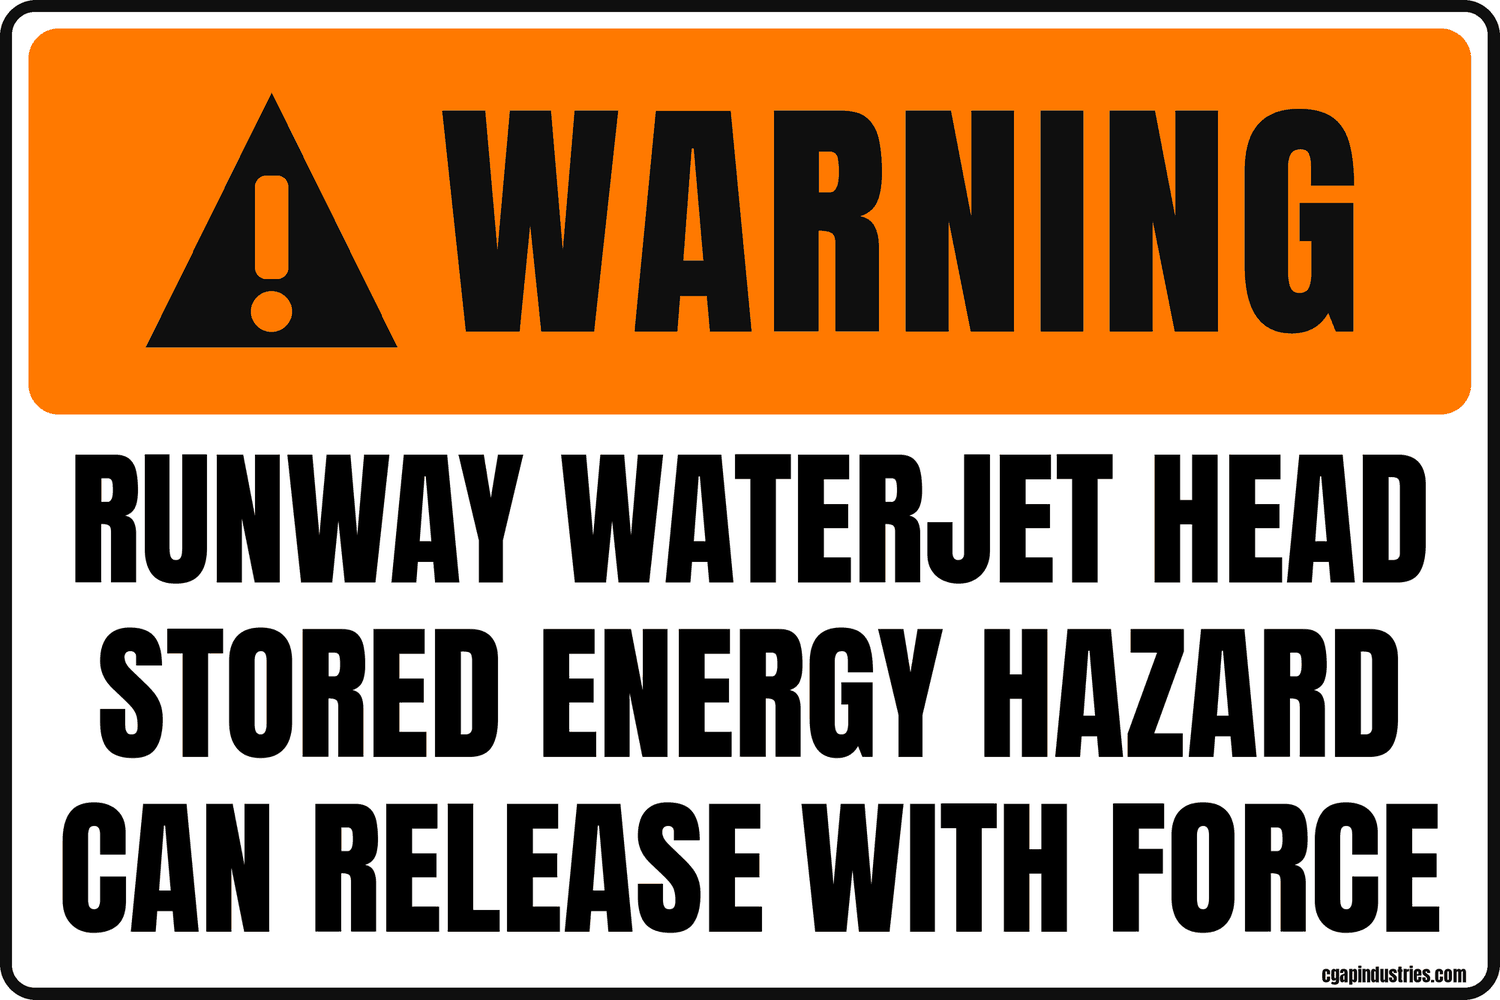 WARNING
RUNWAY WATERJET HEAD
STORED ENERGY HAZARD
CAN RELEASE WITH FORCE
cgapindustries.com